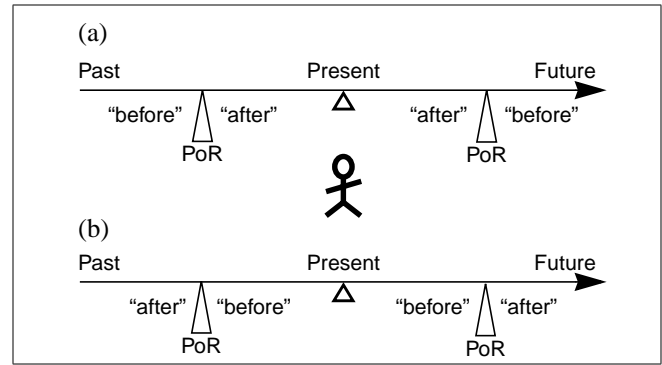 (a)
Past Present Future
“before” “after” “after” “before”
PoR PoR
(b)
Past Present Future
“after” “before” “before” “after”
PoR PoR